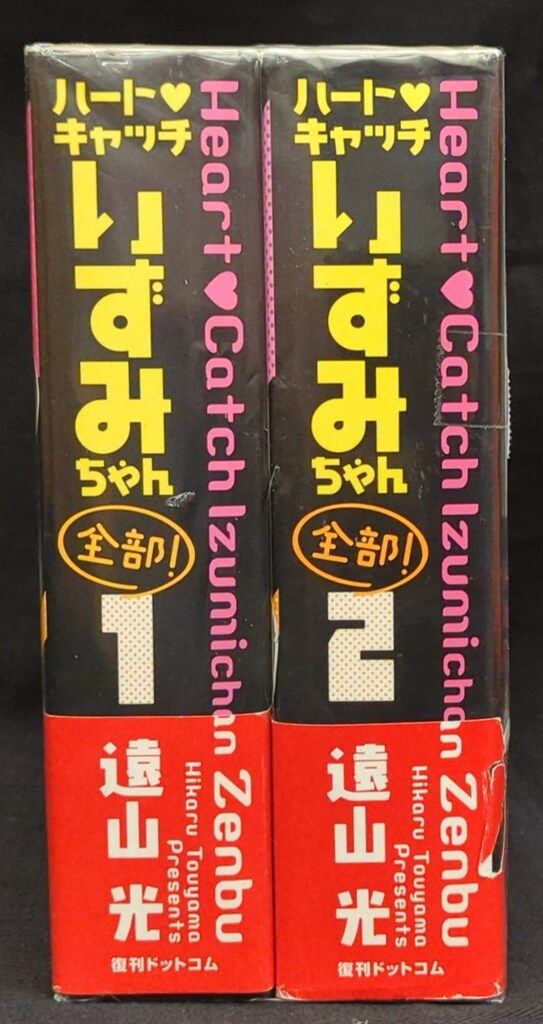 ハート♥
キャッチ
いずみ
ちゃん
全部!
1
Heart♥Catch Izumichan Zenbu
遠山 光
Hikaru Touyama
Presents
復刊ドットコム
ハート♥
キャッチ
いずみ
ちゃん
全部!
2
Heart♥Catch Izumichan Zenbu
遠山 光
Hikaru Touyama
Presents
復刊ドットコム